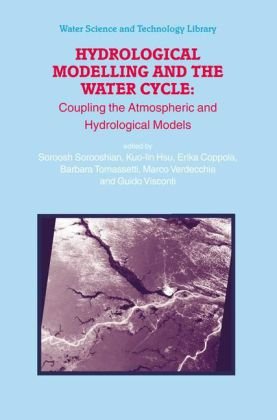 Water Science and Technology Library
HYDROLOGICAL
MODELLING AND THE
WATER CYCLE:
Coupling the Atmospheric and
Hydrological Models
edited by
Soroosh Sorooshian, Kuo-lin Hsu, Erika Coppola,
Barbara Tomassetti, Marco Verdecchia
and Guido Visconti